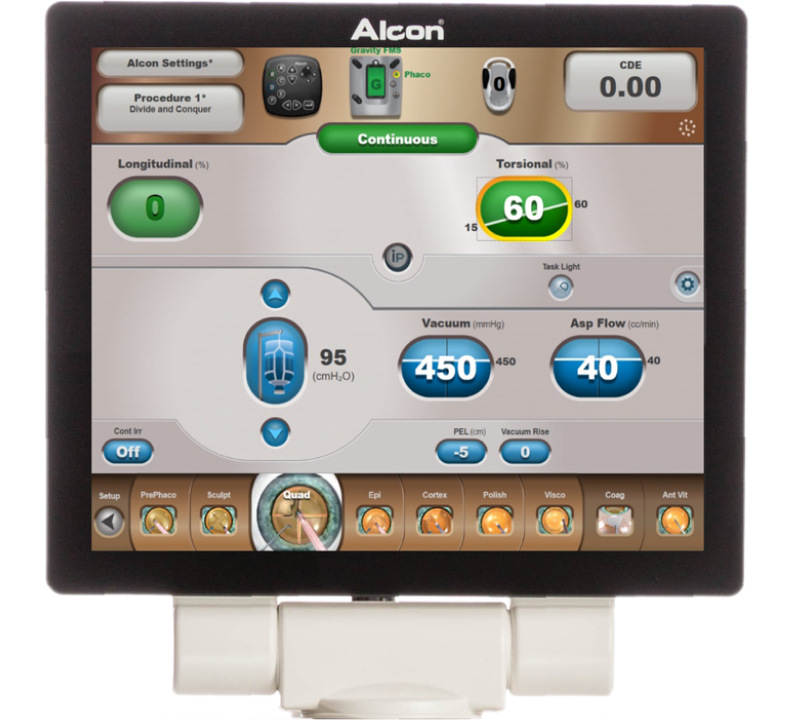 Alcon®
Alcon Settings*
Procedure 1*
Divide and Conquer
Gravity FMS
G
Phaco
0
CDE
0.00
Continuous
Longitudinal (%)
0
Torsional (%)
60
60
15
iP
Task Light
95
(cmH₂O)
Vacuum (mmHg)
450
450
Asp Flow (cc/min)
40
40
Cont Irr
Off
PEL (cm)
-5
Vacuum Rise
0
Setup
PrePhaco
Sculpt
Quad
Epi
Cortex
Polish
Visco
Coag
Ant Vit